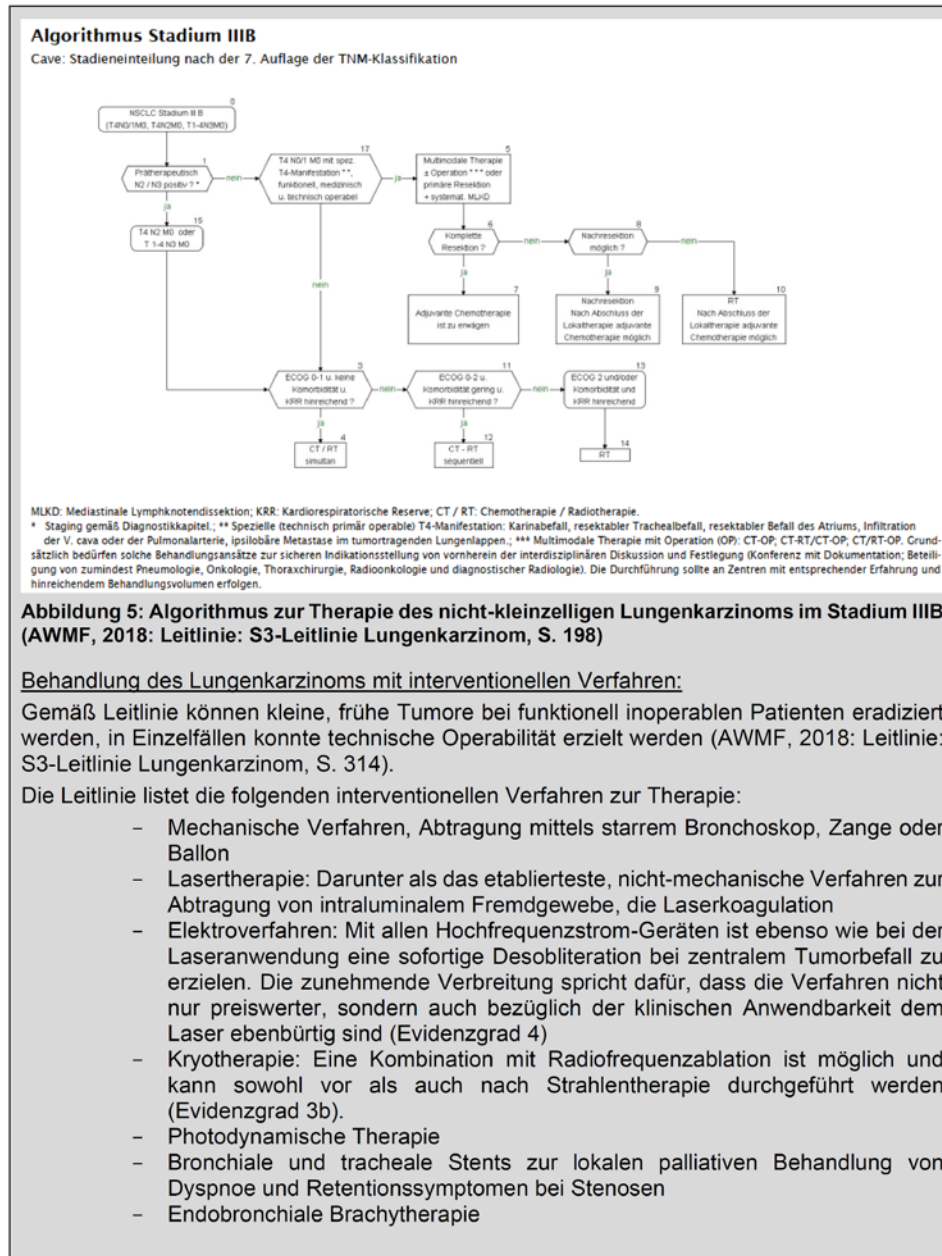 Algorithmus Stadium IIIB
Cave: Stadieneinteilung nach der 7. Auflage der TNM-Klassifikation
0
NSCLC Stadium III B
(T4N0/1M0, T4N2M0, T1-4N3M0)
1
Prätherapeutisch
N2 / N3 positiv ? *
nein
17
T4 N0/1 M0 mit spez.
T4-Manifestation **,
funktionell, medizinisch
u. technisch operabel
ja
5
Multimodale Therapie
± Operation *** oder
primäre Resektion
+ systemat. MLKD
ja
15
T4 N2 M0 oder
T 1-4 N3 M0
6
Komplette
Resektion ?
nein
8
Nachresektion
möglich ?
nein
nein
ja
ja
7
Adjuvante Chemotherapie
ist zu erwägen
9
Nachresektion
Nach Abschluss der
Lokaltherapie adjuvante
Chemotherapie möglich
10
RT
Nach Abschluss der
Lokaltherapie adjuvante
Chemotherapie möglich
3
ECOG 0-1 u. keine
Komorbidität u.
KRR hinreichend ?
nein
11
ECOG 0-2 u.
Komorbidität gering u.
KRR hinreichend ?
nein
13
ECOG 2 und/oder
Komorbidität und
KRR hinreichend
ja
ja
4
CT / RT
simultan
12
CT - RT
sequentiell
14
RT
MLKD: Mediastinale Lymphknotendissektion; KRR: Kardiorespiratorische Reserve; CT / RT: Chemotherapie / Radiotherapie.
* Staging gemäß Diagnostikkapitel.; ** Spezielle (technisch primär operable) T4-Manifestation: Karinabefall, resektabler Trachealbefall, resektabler Befall des Atriums, Infiltration
der V. cava oder der Pulmonalarterie, ipsilobäre Metastase im tumortragenden Lungenlappen.; *** Multimodale Therapie mit Operation (OP): CT-OP; CT-RT/CT-OP; CT/RT-OP. Grund-
sätzlich bedürfen solche Behandlungsansätze zur sicheren Indikationsstellung von vornherein der interdisziplinären Diskussion und Festlegung (Konferenz mit Dokumentation; Beteili-
gung von zumindest Pneumologie, Onkologie, Thoraxchirurgie, Radioonkologie und diagnostischer Radiologie). Die Durchführung sollte an Zentren mit entsprechender Erfahrung und
hinreichendem Behandlungsvolumen erfolgen.
Abbildung 5: Algorithmus zur Therapie des nicht-kleinzelligen Lungenkarzinoms im Stadium IIIB
(AWMF, 2018: Leitlinie: S3-Leitlinie Lungenkarzinom, S. 198)
Behandlung des Lungenkarzinoms mit interventionellen Verfahren:
Gemäß Leitlinie können kleine, frühe Tumore bei funktionell inoperablen Patienten eradiziert
werden, in Einzelfällen konnte technische Operabilität erzielt werden (AWMF, 2018: Leitlinie:
S3-Leitlinie Lungenkarzinom, S. 314).
Die Leitlinie listet die folgenden interventionellen Verfahren zur Therapie:
- Mechanische Verfahren, Abtragung mittels starrem Bronchoskop, Zange oder
Ballon
- Lasertherapie: Darunter als das etablierteste, nicht-mechanische Verfahren zur
Abtragung von intraluminalem Fremdgewebe, die Laserkoagulation
- Elektroverfahren: Mit allen Hochfrequenzstrom-Geräten ist ebenso wie bei der
Laseranwendung eine sofortige Desobliteration bei zentralem Tumorbefall zu
erzielen. Die zunehmende Verbreitung spricht dafür, dass die Verfahren nicht
nur preiswerter, sondern auch bezüglich der klinischen Anwendbarkeit dem
Laser ebenbürtig sind (Evidenzgrad 4)
- Kryotherapie: Eine Kombination mit Radiofrequenzablation ist möglich und
kann sowohl vor als auch nach Strahlentherapie durchgeführt werden
(Evidenzgrad 3b).
- Photodynamische Therapie
- Bronchiale und tracheale Stents zur lokalen palliativen Behandlung von
Dyspnoe und Retentionssymptomen bei Stenosen
- Endobronchiale Brachytherapie